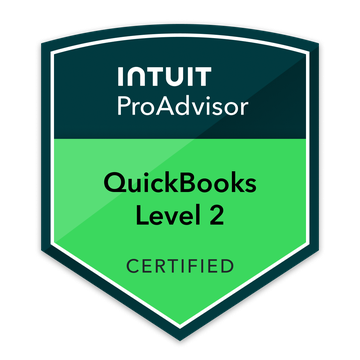 INTUIT
ProAdvisor
QuickBooks
Level 2
CERTIFIED